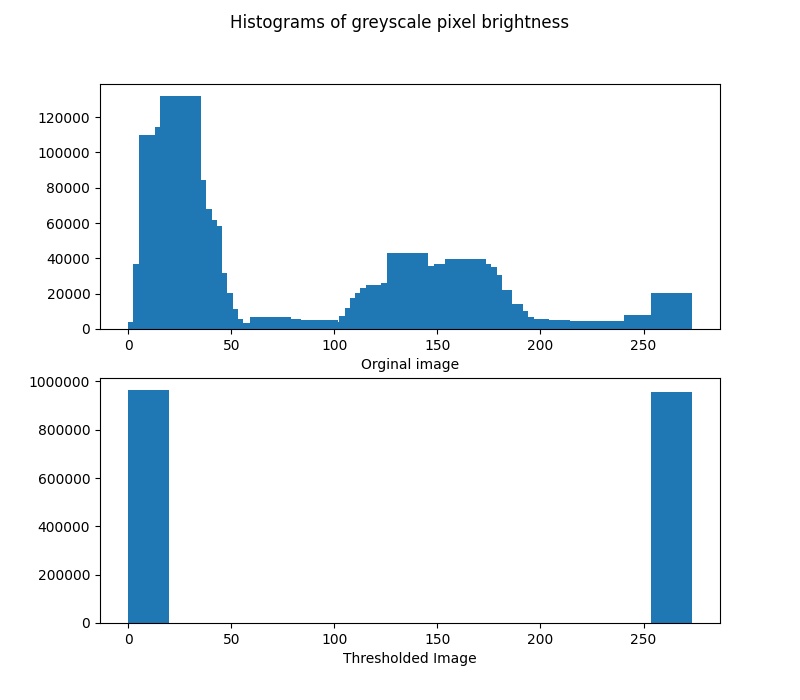 Histograms of greyscale pixel brightness
120000
100000
80000
60000
40000
20000
0
0 50 100 150 200 250
Orginal image
1000000
800000
600000
400000
200000
0
0 50 100 150 200 250
Thresholded Image